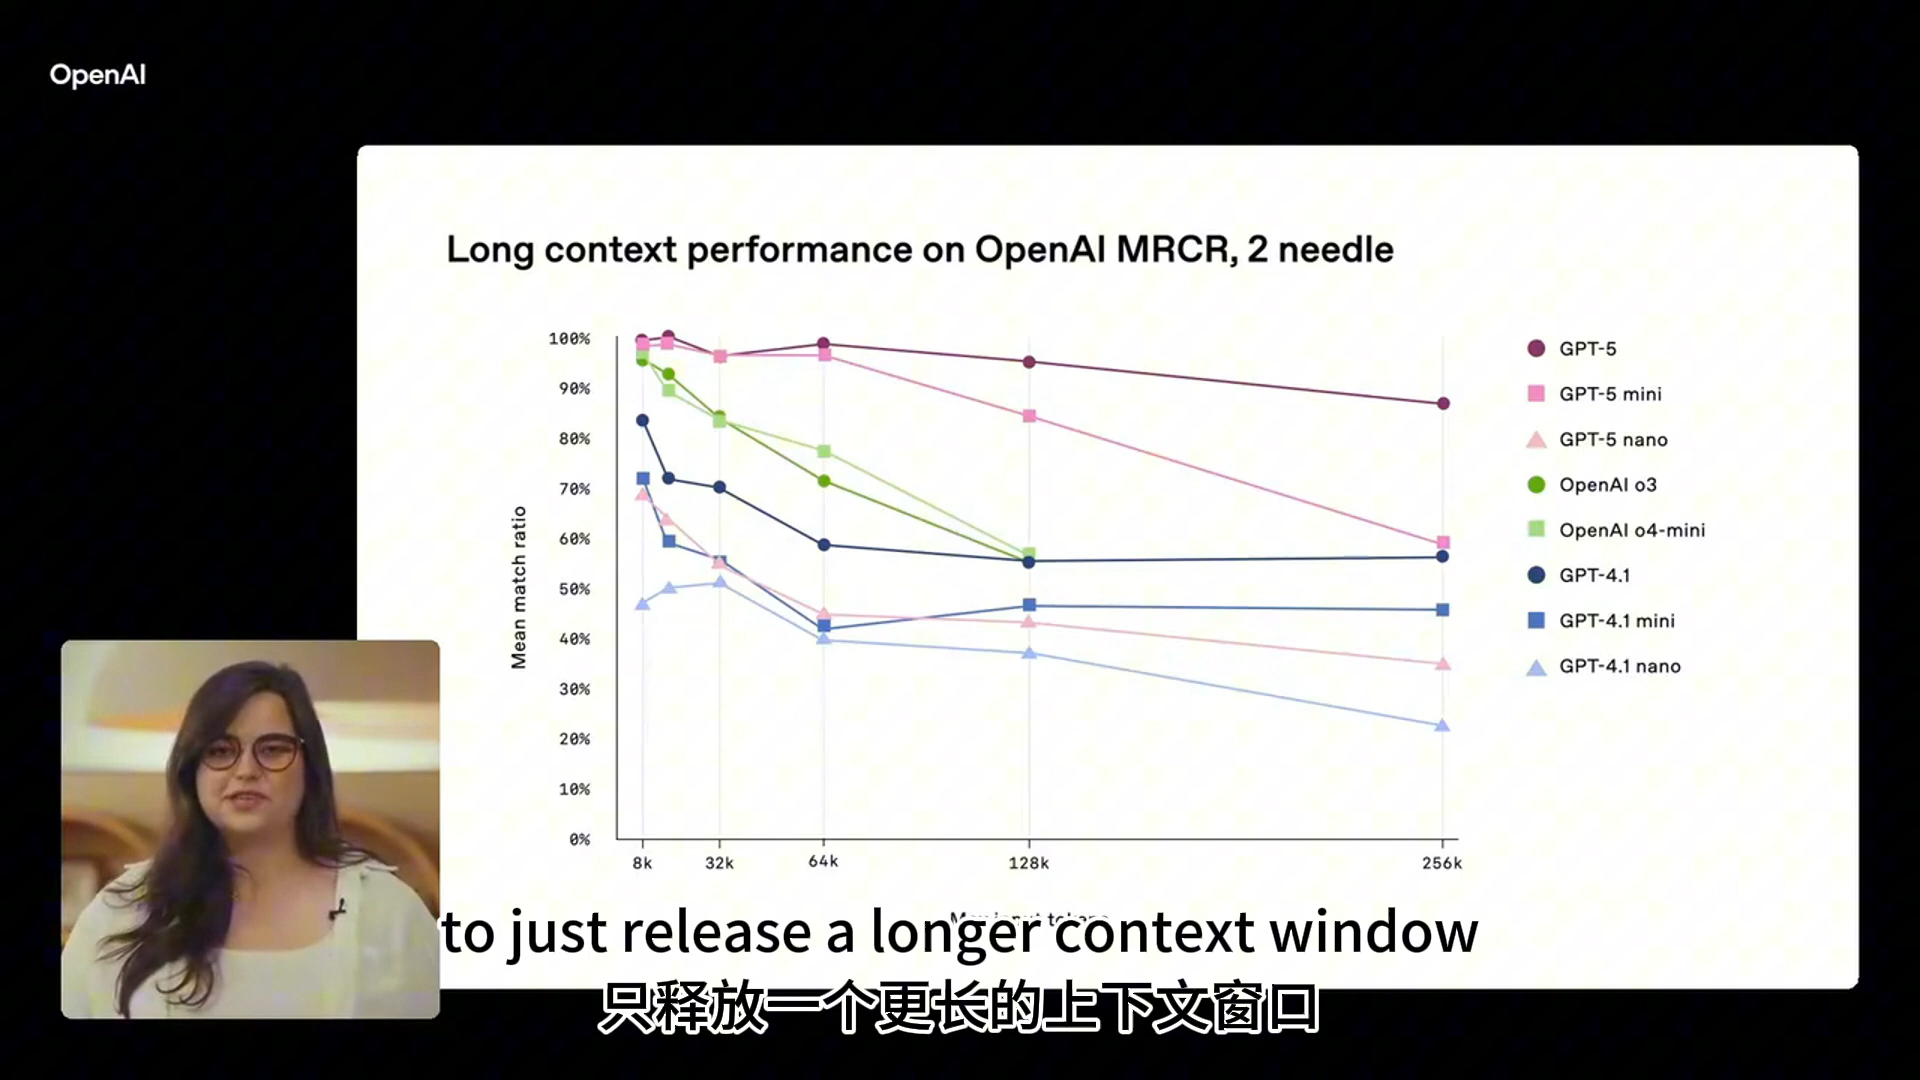 OpenAI
Long context performance on OpenAI MRCR, 2 needle
100%
90%
80%
70%
60%
50%
40%
30%
20%
10%
0%
Mean match ratio
8k
32k
64k
128k
256k
GPT-5
GPT-5 mini
GPT-5 nano
OpenAI o3
OpenAI o4-mini
GPT-4.1
GPT-4.1 mini
GPT-4.1 nano
to just release a longer context window
只释放一个更长的上下文窗口